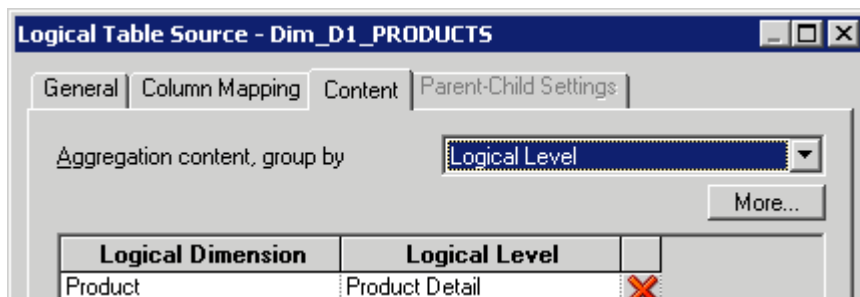 Logical Table Source - Dim_D1_PRODUCTS
General Column Mapping Content Parent-Child Settings
Aggregation content, group by Logical Level
More...
Logical Dimension Logical Level
Product Product Detail